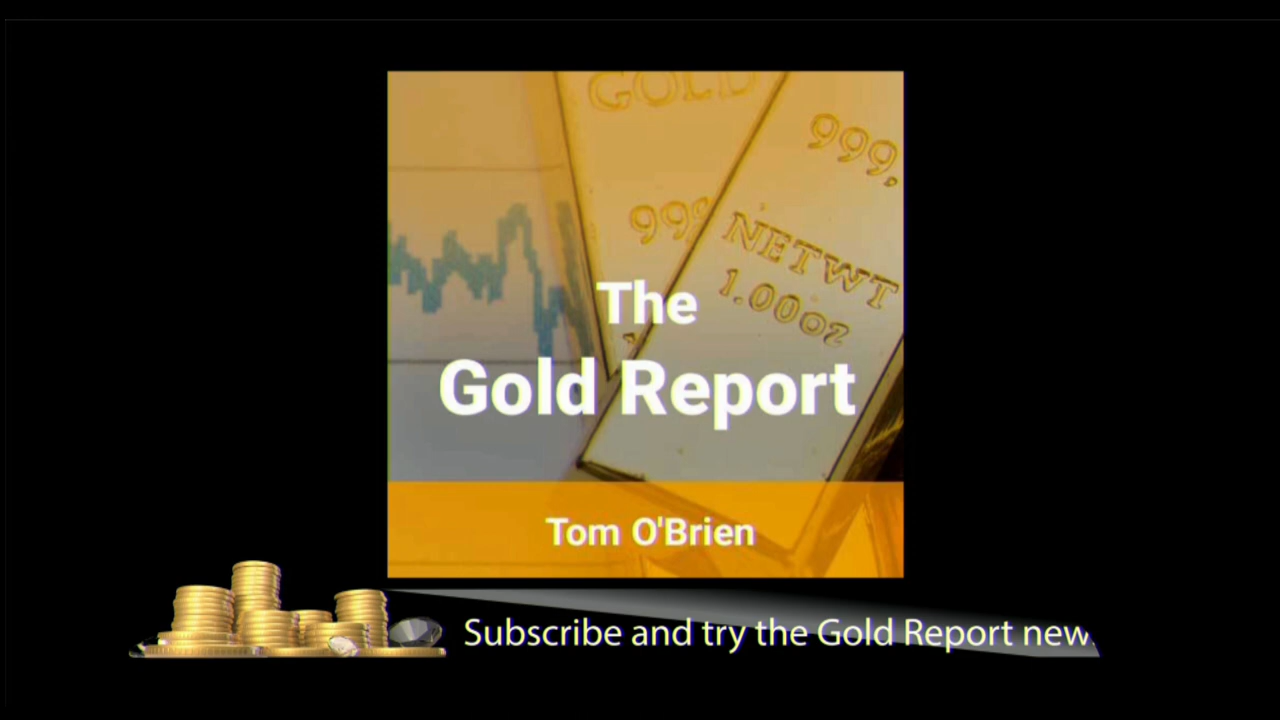 GOLD
999.
999
NETWT
1.00OZ
The
Gold Report
Tom O'Brien
Subscribe and try the Gold Report new